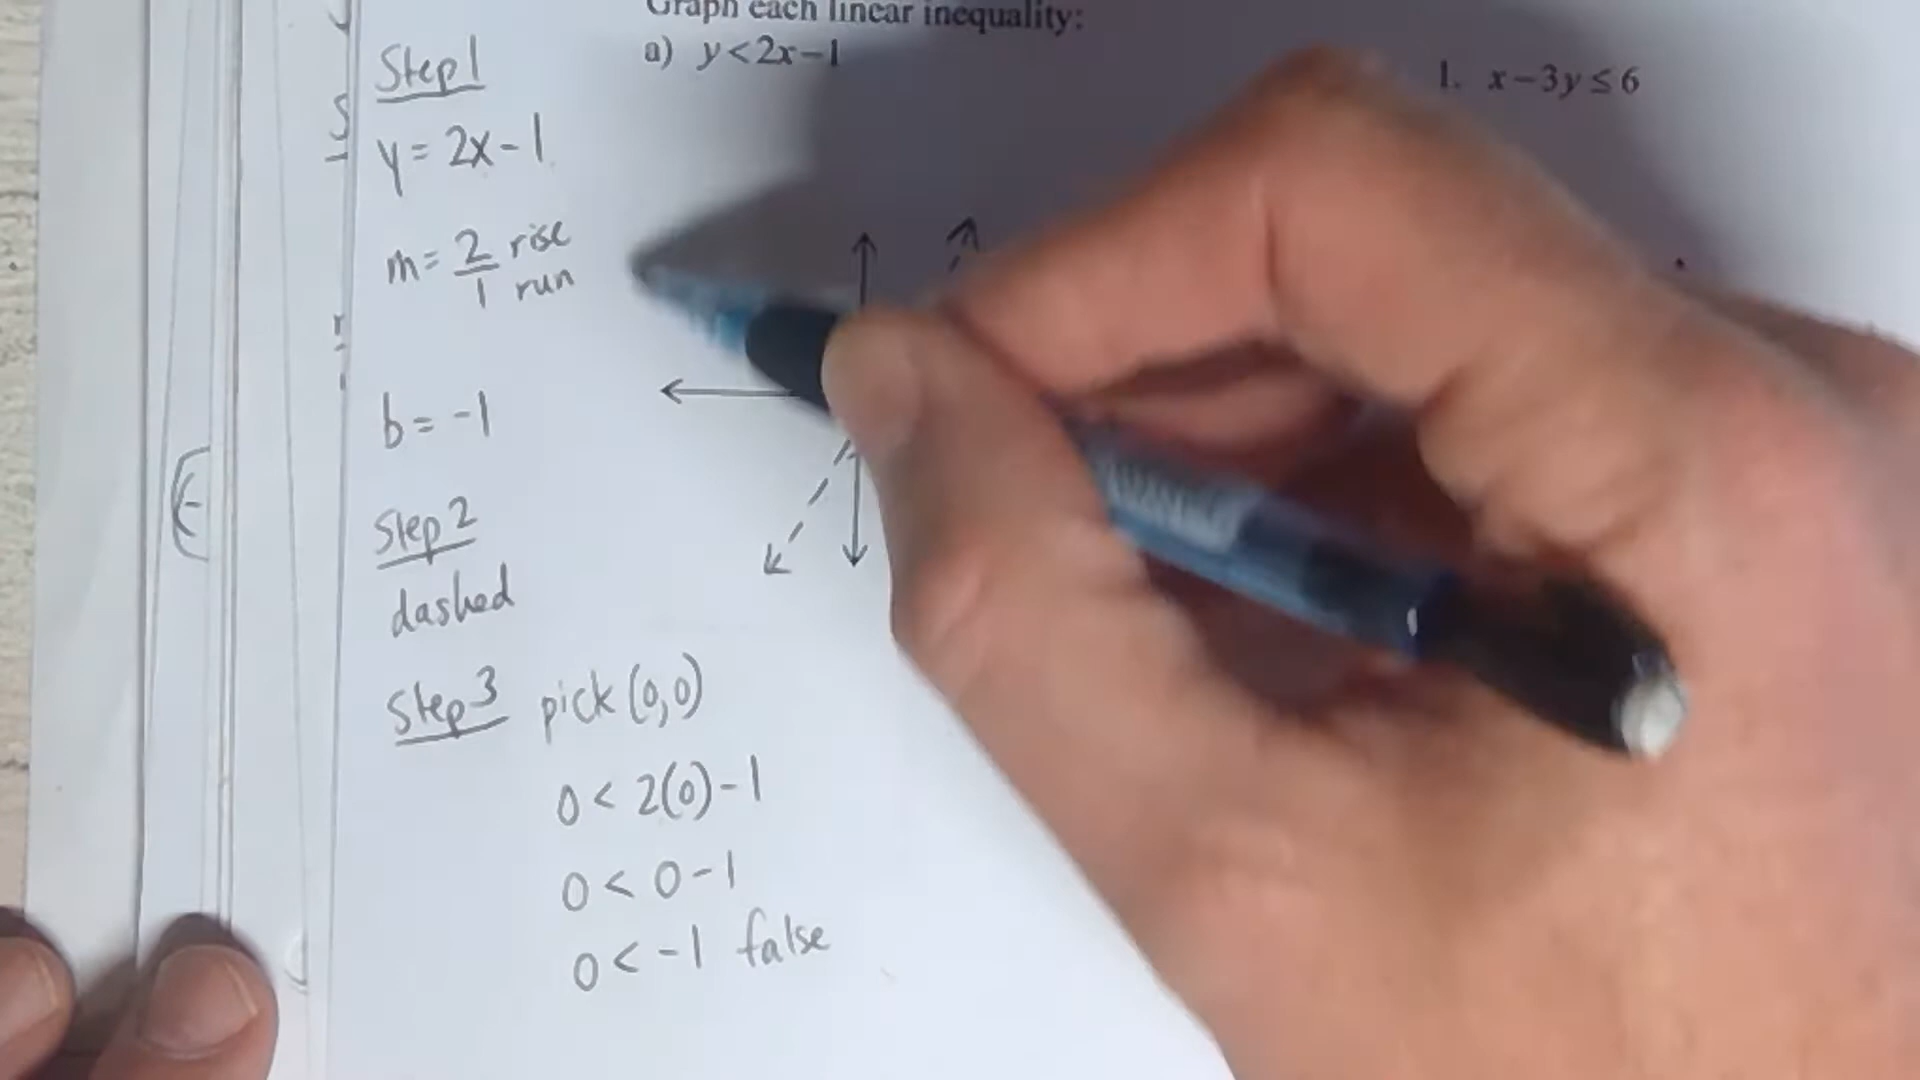 Graph each linear inequality:
a) y<2x-1
1. x-3y≤6
Step 1
y = 2x - 1
m = 2/1 rise run
b = -1
Step 2
dashed
Step 3 pick (0,0)
0 < 2(0) - 1
0 < 0 - 1
0 < -1 false